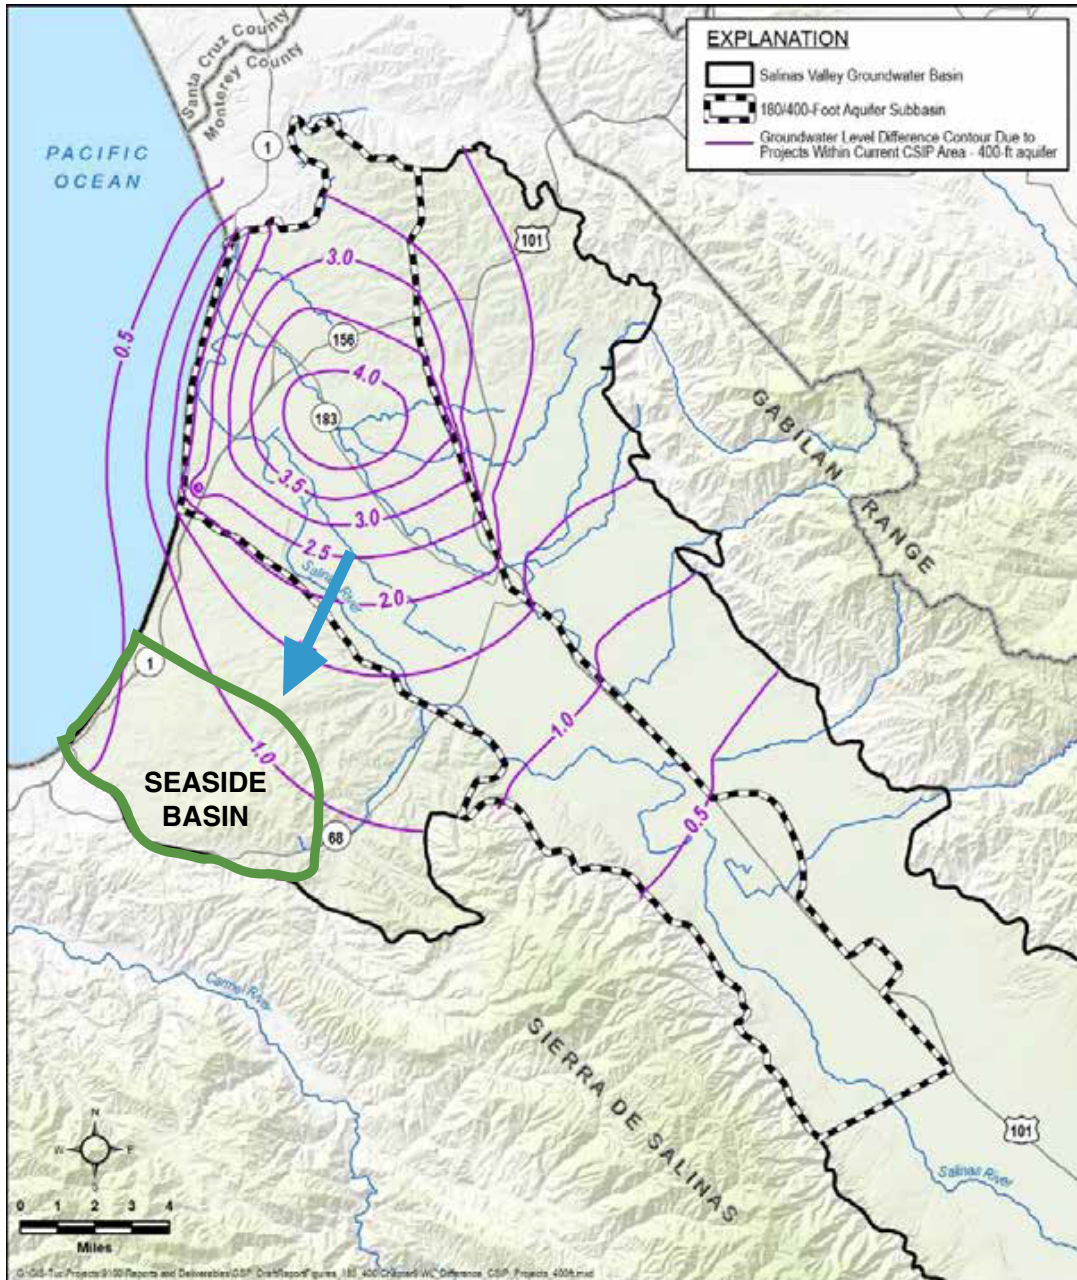 EXPLANATION
Salinas Valley Groundwater Basin
180/400-Foot Aquifer Subbasin
Groundwater Level Difference Contour Due to
Projects Within Current CSIP Area - 400-ft aquifer
Santa Cruz County
Monterey County
1
PACIFIC
OCEAN
101
3.0
0.5
156
4.0
183
GABILAN
RANGE
3.5
3.0
2.5
Salinas River
2.0
1
1.0
1.0
SEASIDE
BASIN
68
0.5
Carmel River
SIERRA DE SALINAS
101
Salinas River
N
W
E
S
0 1 2 3 4
Miles